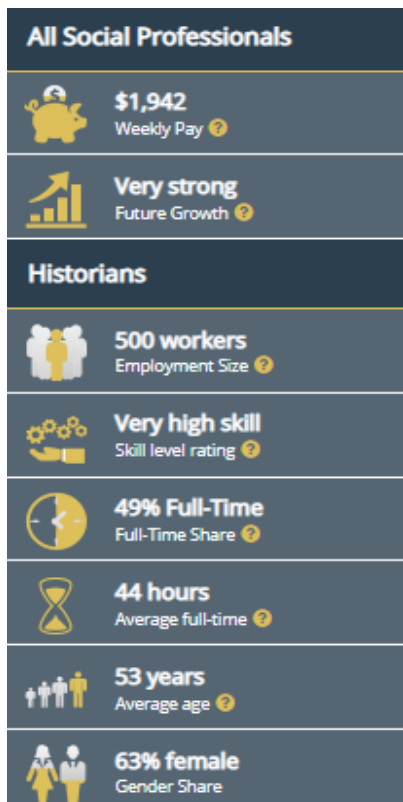 All Social Professionals
$
$1,942
Weekly Pay ?
Very strong
Future Growth ?
Historians
500 workers
Employment Size ?
Very high skill
Skill level rating ?
49% Full-Time
Full-Time Share ?
44 hours
Average full-time ?
53 years
Average age ?
63% female
Gender Share